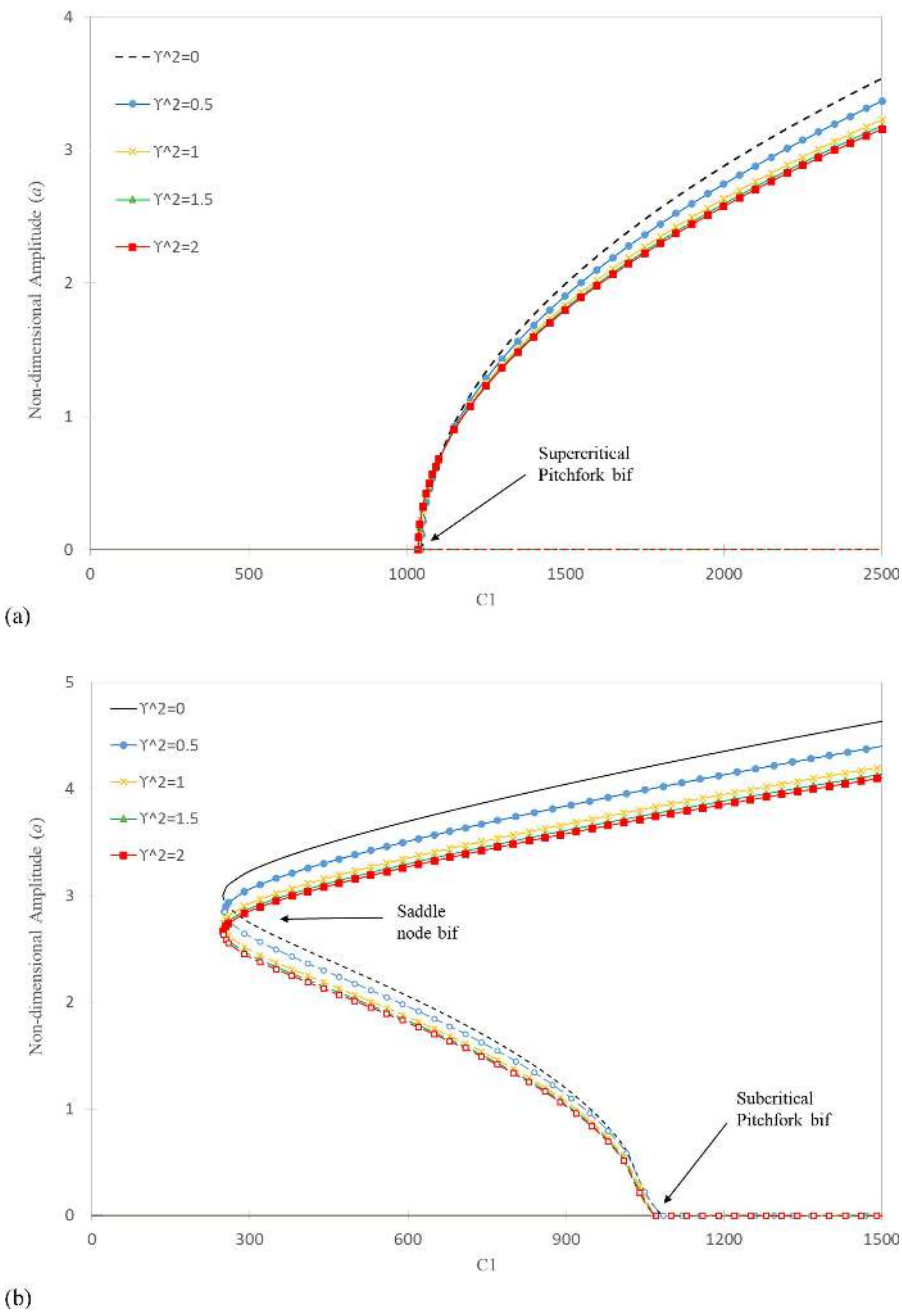 4
ϒ^2=0
ϒ^2=0.5
3
ϒ^2=1
ϒ^2=1.5
ϒ^2=2
2
Non-dimensional Amplitude (a)
1
Supercritical
Pitchfork bif
0
0 500 1000 1500 2000 2500
C1
(a)
5
ϒ^2=0
ϒ^2=0.5
4
ϒ^2=1
ϒ^2=1.5
ϒ^2=2
3
Saddle
node bif
Non-dimensional Amplitude (a)
2
1
Subcritical
Pitchfork bif
0
0 300 600 900 1200 1500
C1
(b)